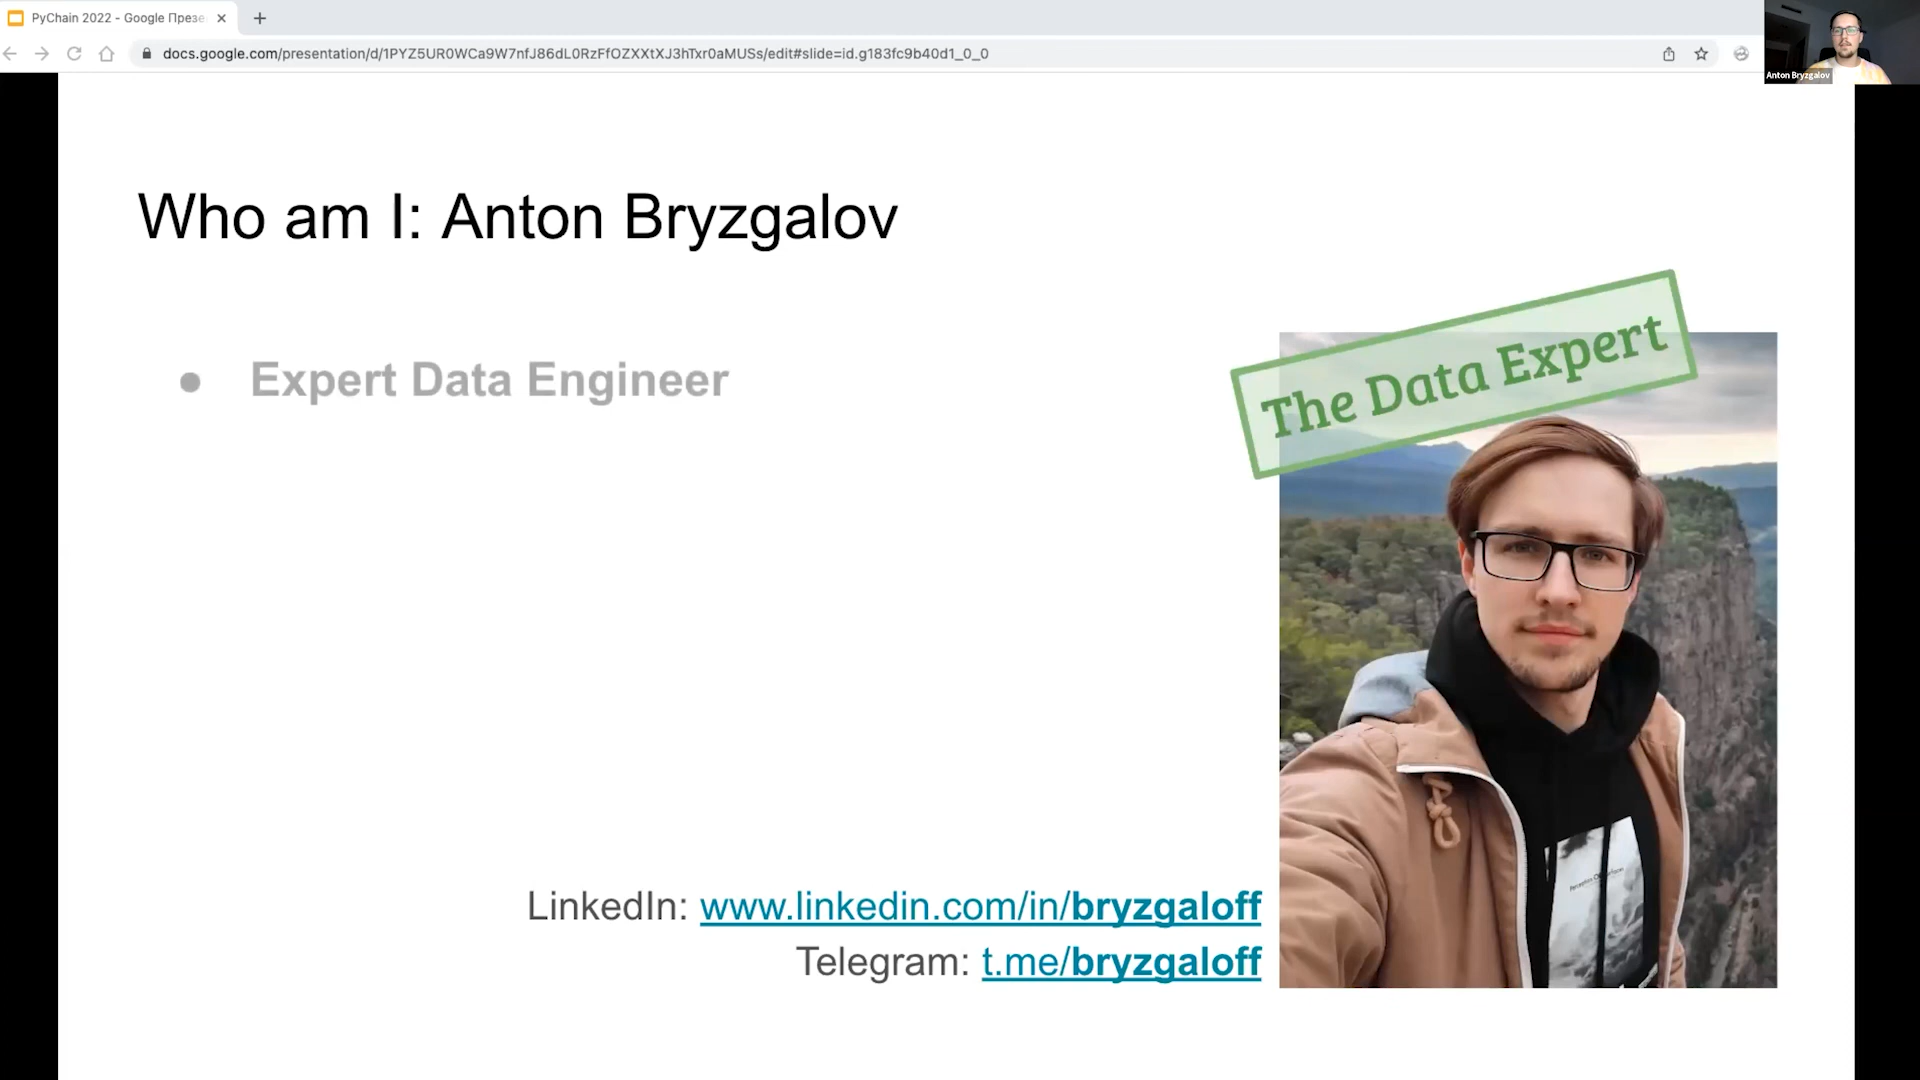 PyChain 2022 - Google Презе
docs.google.com/presentation/d/1PYZ5UR0WCa9W7nfJ86dL0RzFfOZXXtXJ3hTxr0aMUSs/edit#slide=id.g183fc9b40d1_0_0
Anton Bryzgalov
Who am I: Anton Bryzgalov
The Data Expert
● Expert Data Engineer
LinkedIn: www.linkedin.com/in/bryzgaloff
Telegram: t.me/bryzgaloff